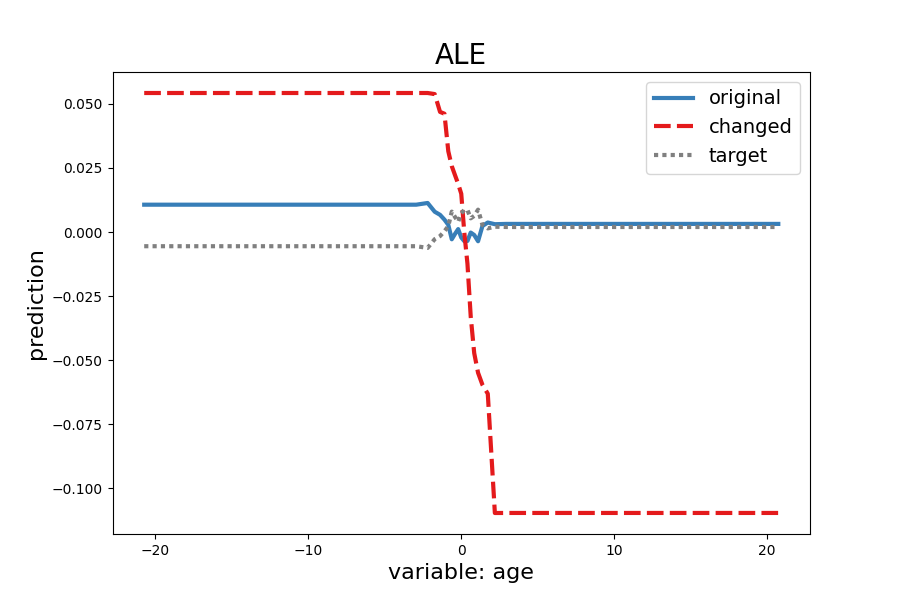 ALE
original
changed
target
0.050
0.025
0.000
−0.025
−0.050
−0.075
−0.100
prediction
−20
−10
0
10
20
variable: age